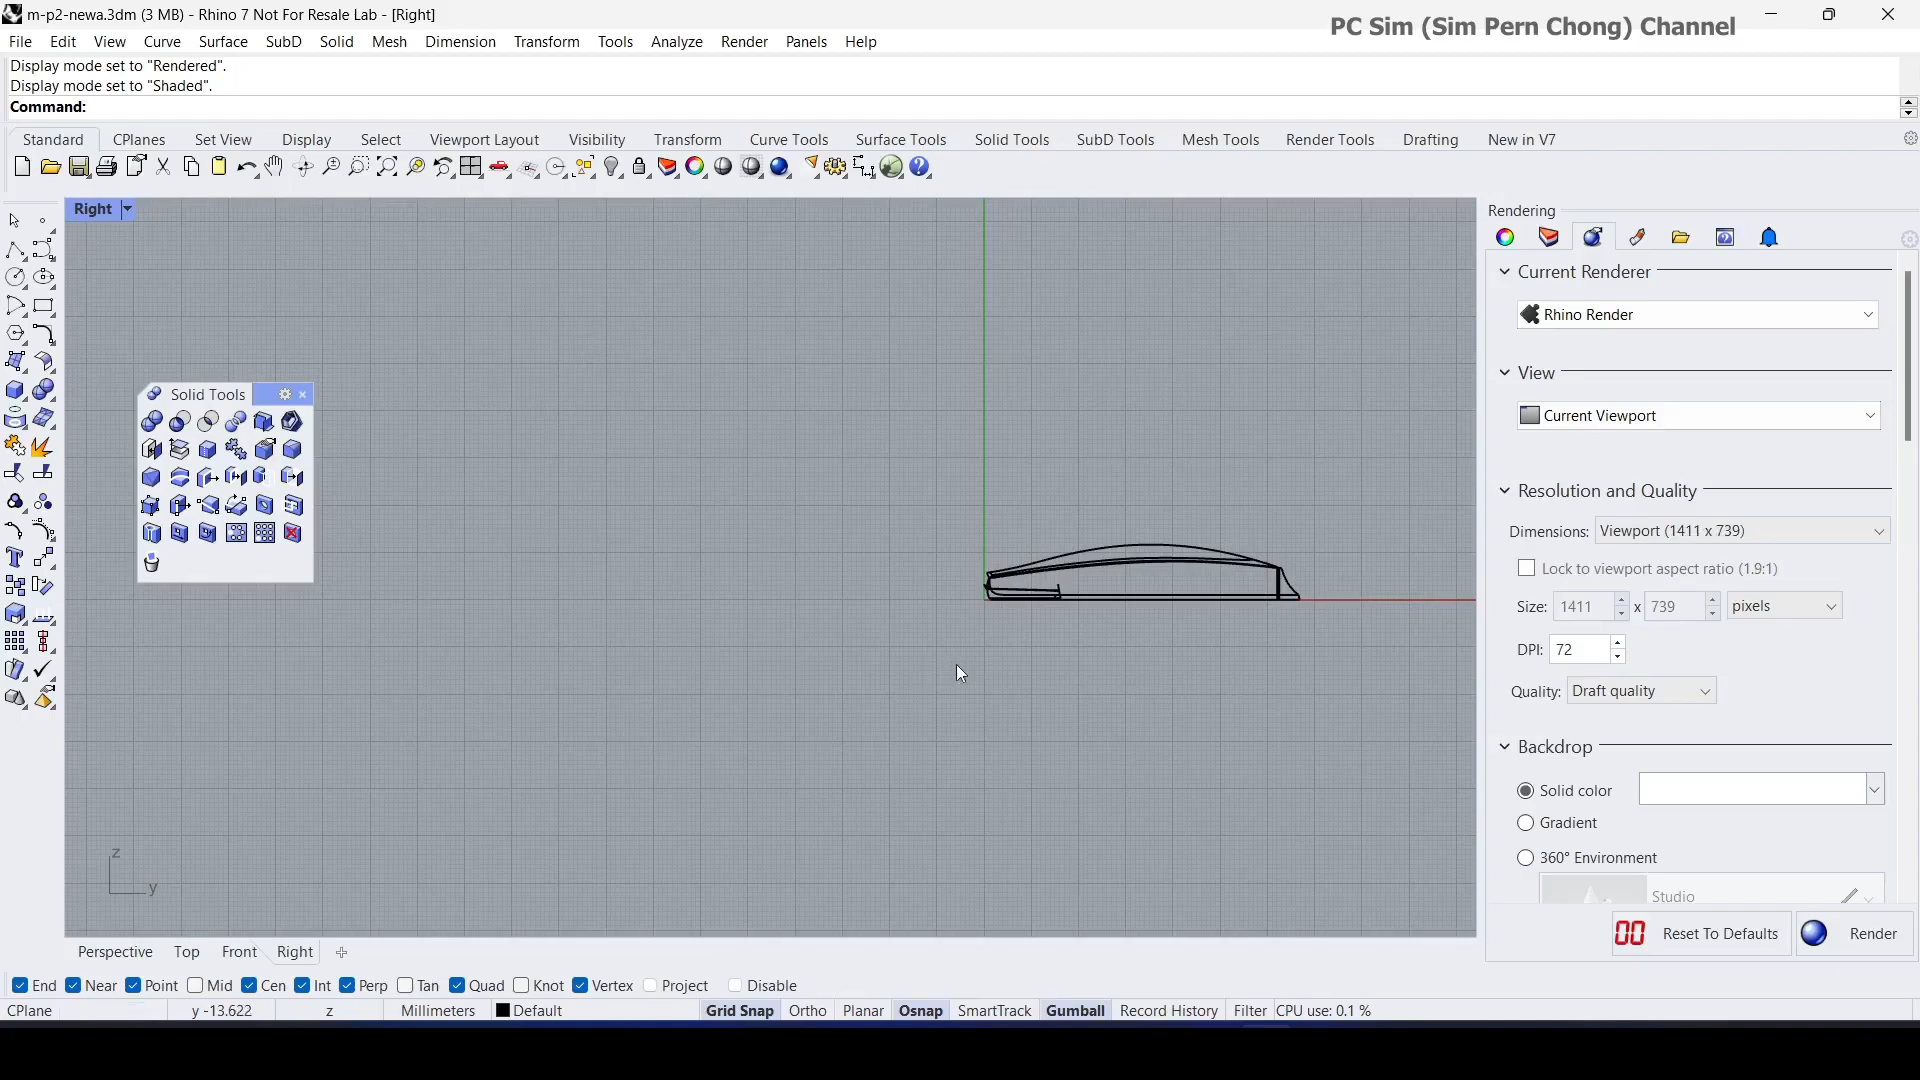 m-p2-newa.3dm (3 MB) - Rhino 7 Not For Resale Lab - [Right]
PC Sim (Sim Pern Chong) Channel
File Edit View Curve Surface SubD Solid Mesh Dimension Transform Tools Analyze Render Panels Help
Display mode set to "Rendered".
Display mode set to "Shaded".
Command:
Standard CPlanes Set View Display Select Viewport Layout Visibility Transform Curve Tools Surface Tools Solid Tools SubD Tools Mesh Tools Render Tools Drafting New in V7
Right
Rendering
Current Renderer
Rhino Render
View
Solid Tools
Current Viewport
Resolution and Quality
Dimensions: Viewport (1411 x 739)
Lock to viewport aspect ratio (1.9:1)
Size: 1411 x 739 pixels
DPI: 72
Quality: Draft quality
Backdrop
Solid color
Gradient
360° Environment
Studio
z
y
Reset To Defaults Render
Perspective Top Front Right
End Near Point Mid Cen Int Perp Tan Quad Knot Vertex Project Disable
CPlane y -13.622 z Millimeters Default Grid Snap Ortho Planar Osnap SmartTrack Gumball Record History Filter CPU use: 0.1 %